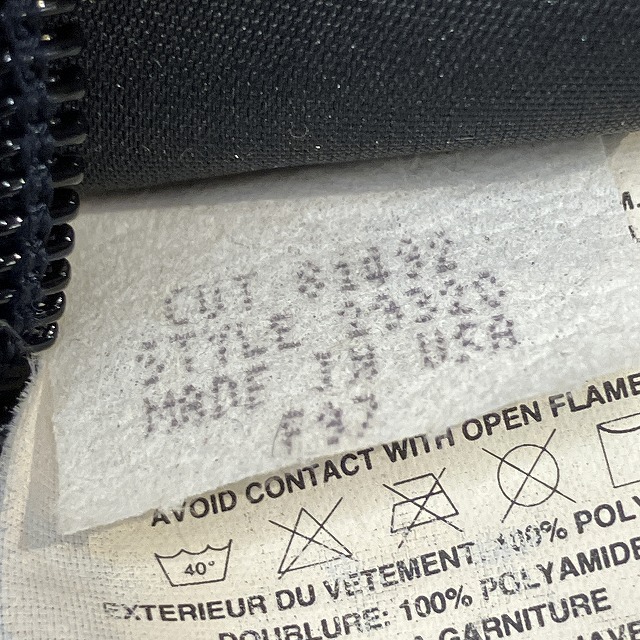 CUT
STYLE
MADE IN USA
F97
AVOID CONTACT WITH OPEN FLAME
40°
EXTERIEUR DU VETEMENT: 100% POLY
DOUBLURE: 100% POLYAMIDE
GARNITURE